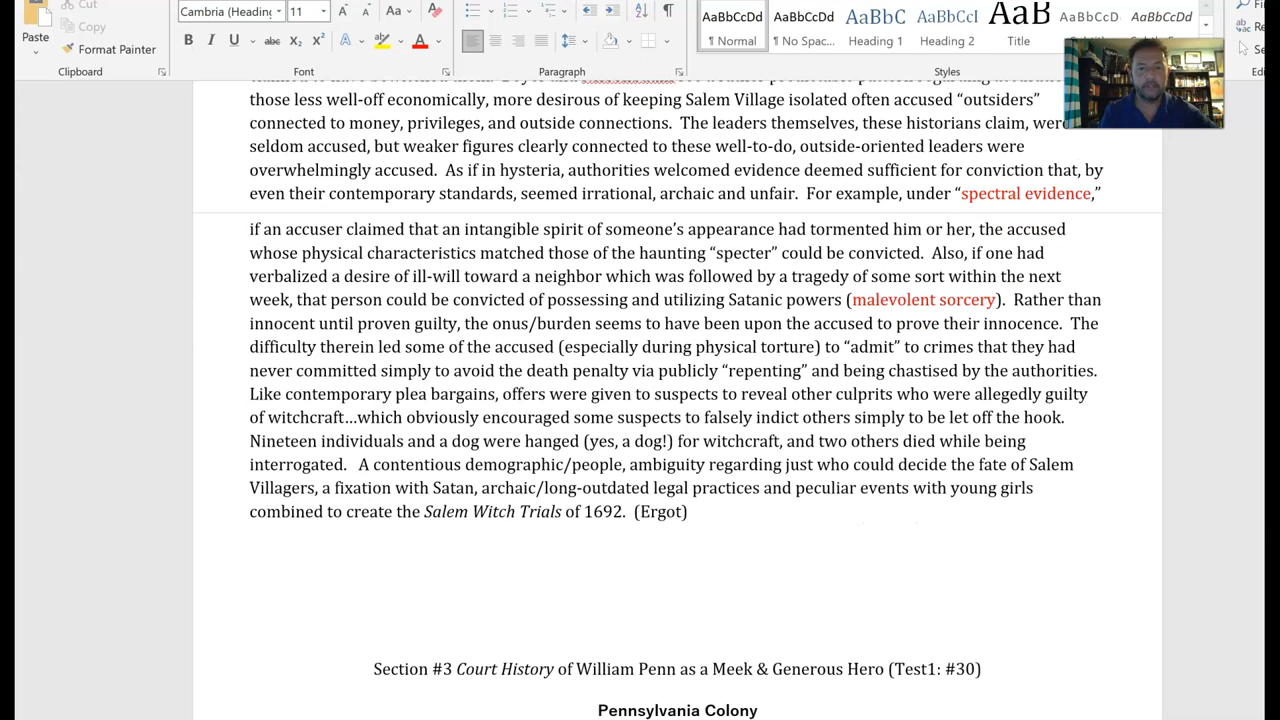 Cut
Cambria (Heading
11
Aa
AaBbCcDd
AaBbCcDd
AaBbC
AaBbCcI
AaB
AaBbCcD
AaBbCcDd
Paste
Copy
Format Painter
B I U abc X₂ X² A A
¶ Normal
¶ No Spac...
Heading 1
Heading 2
Title
Clipboard
Font
Paragraph
Styles
those less well-off economically, more desirous of keeping Salem Village isolated often accused “outsiders”
connected to money, privileges, and outside connections.  The leaders themselves, these historians claim, were
seldom accused, but weaker figures clearly connected to these well-to-do, outside-oriented leaders were
overwhelmingly accused.  As if in hysteria, authorities welcomed evidence deemed sufficient for conviction that, by
even their contemporary standards, seemed irrational, archaic and unfair.  For example, under “spectral evidence,”
if an accuser claimed that an intangible spirit of someone’s appearance had tormented him or her, the accused
whose physical characteristics matched those of the haunting “specter” could be convicted.  Also, if one had
verbalized a desire of ill-will toward a neighbor which was followed by a tragedy of some sort within the next
week, that person could be convicted of possessing and utilizing Satanic powers (malevolent sorcery).  Rather than
innocent until proven guilty, the onus/burden seems to have been upon the accused to prove their innocence.  The
difficulty therein led some of the accused (especially during physical torture) to “admit” to crimes that they had
never committed simply to avoid the death penalty via publicly “repenting” and being chastised by the authorities.
Like contemporary plea bargains, offers were given to suspects to reveal other culprits who were allegedly guilty
of witchcraft…which obviously encouraged some suspects to falsely indict others simply to be let off the hook.
Nineteen individuals and a dog were hanged (yes, a dog!) for witchcraft, and two others died while being
interrogated.   A contentious demographic/people, ambiguity regarding just who could decide the fate of Salem
Villagers, a fixation with Satan, archaic/long-outdated legal practices and peculiar events with young girls
combined to create the Salem Witch Trials of 1692.  (Ergot)
Section #3 Court History of William Penn as a Meek & Generous Hero (Test1: #30)
Pennsylvania Colony